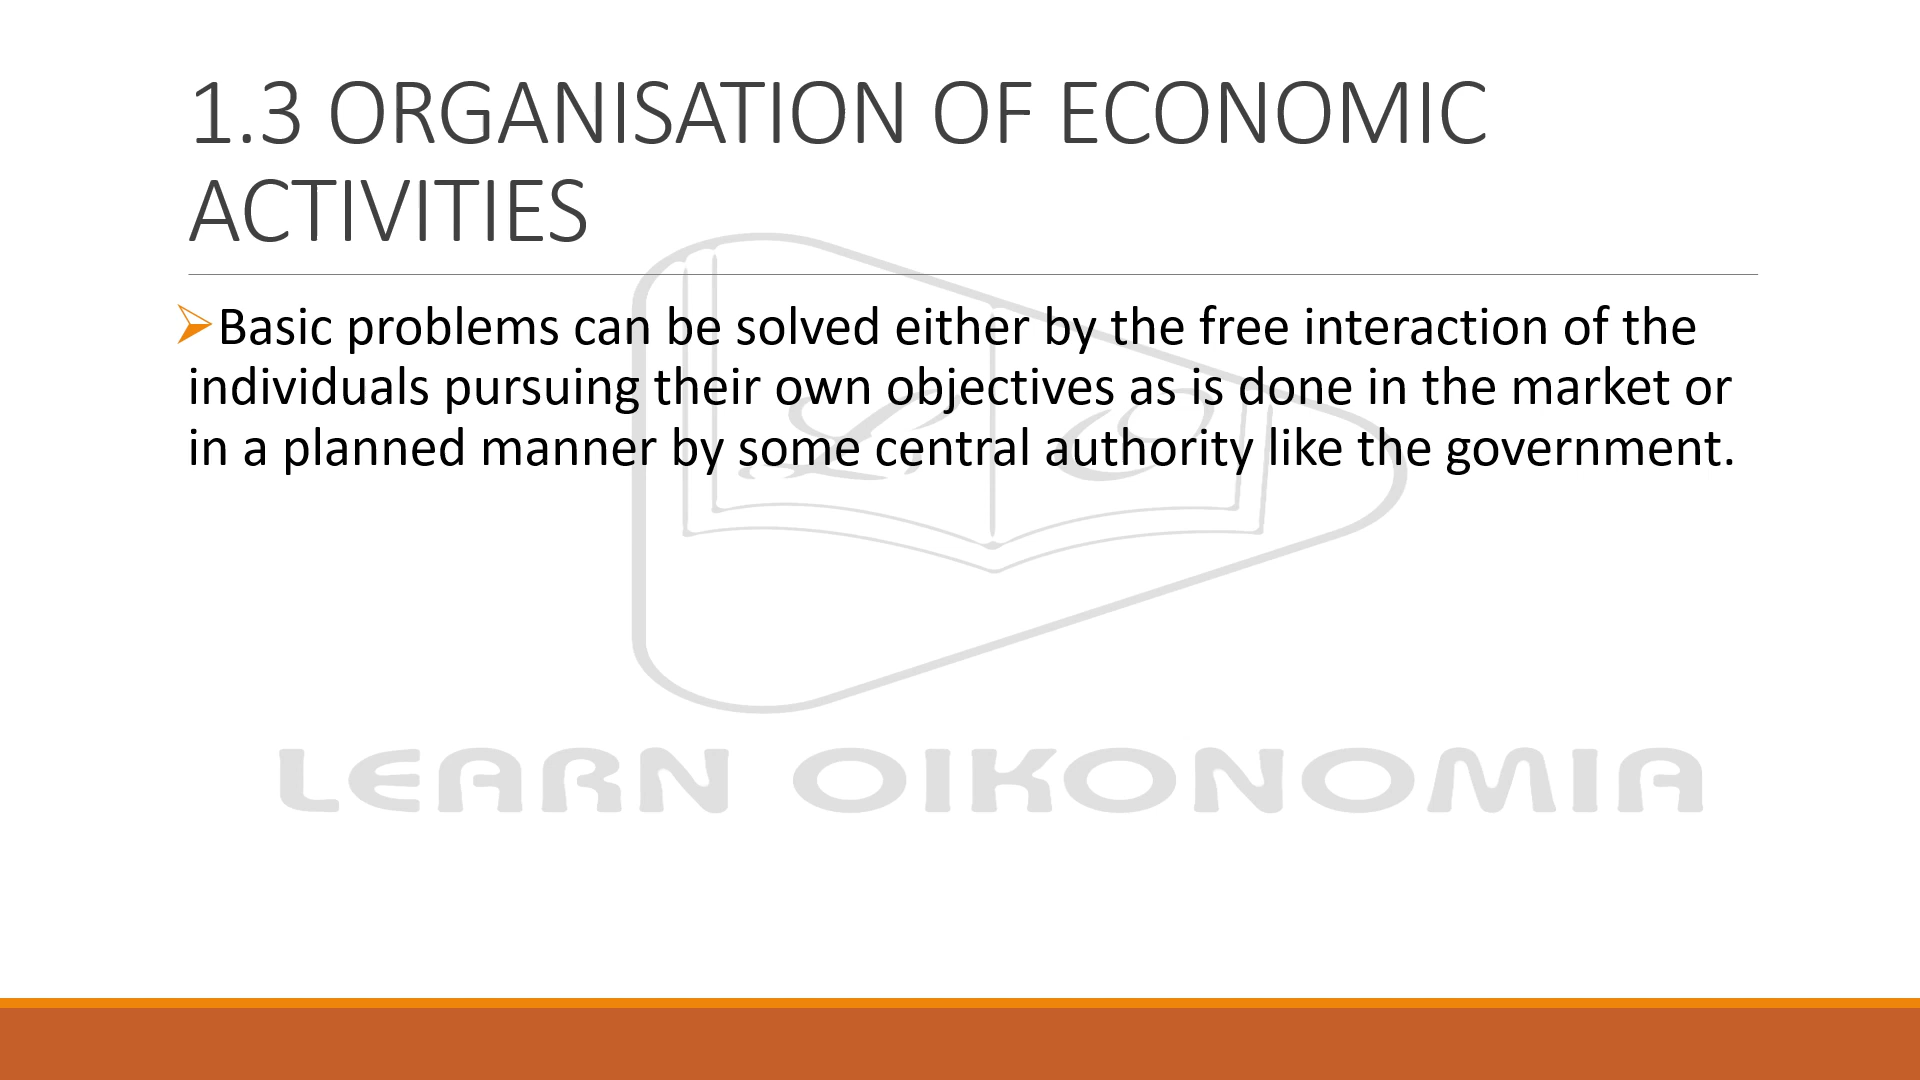 1.3 ORGANISATION OF ECONOMIC
ACTIVITIES
Basic problems can be solved either by the free interaction of the
individuals pursuing their own objectives as is done in the market or
in a planned manner by some central authority like the government.
LEARN OIKONOMIA